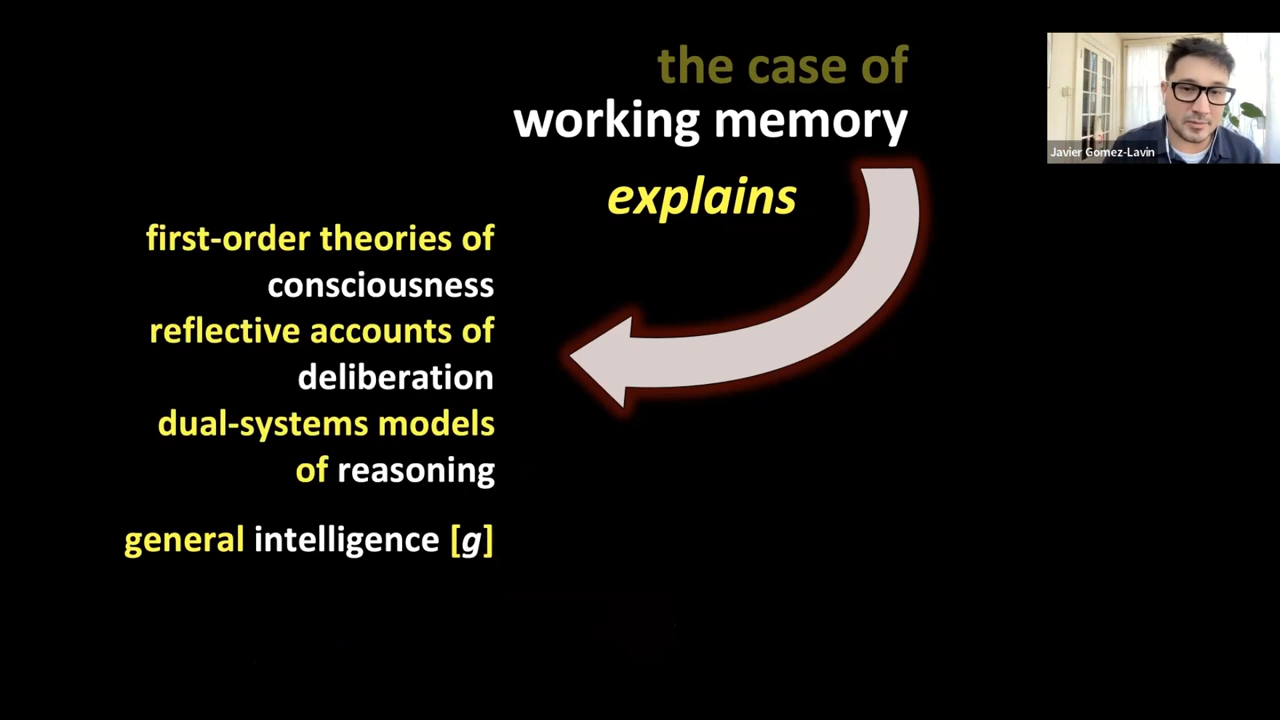 the case of
working memory
explains
first-order theories of
consciousness
reflective accounts of
deliberation
dual-systems models
of reasoning
general intelligence [g]
Javier Gomez-Lavin